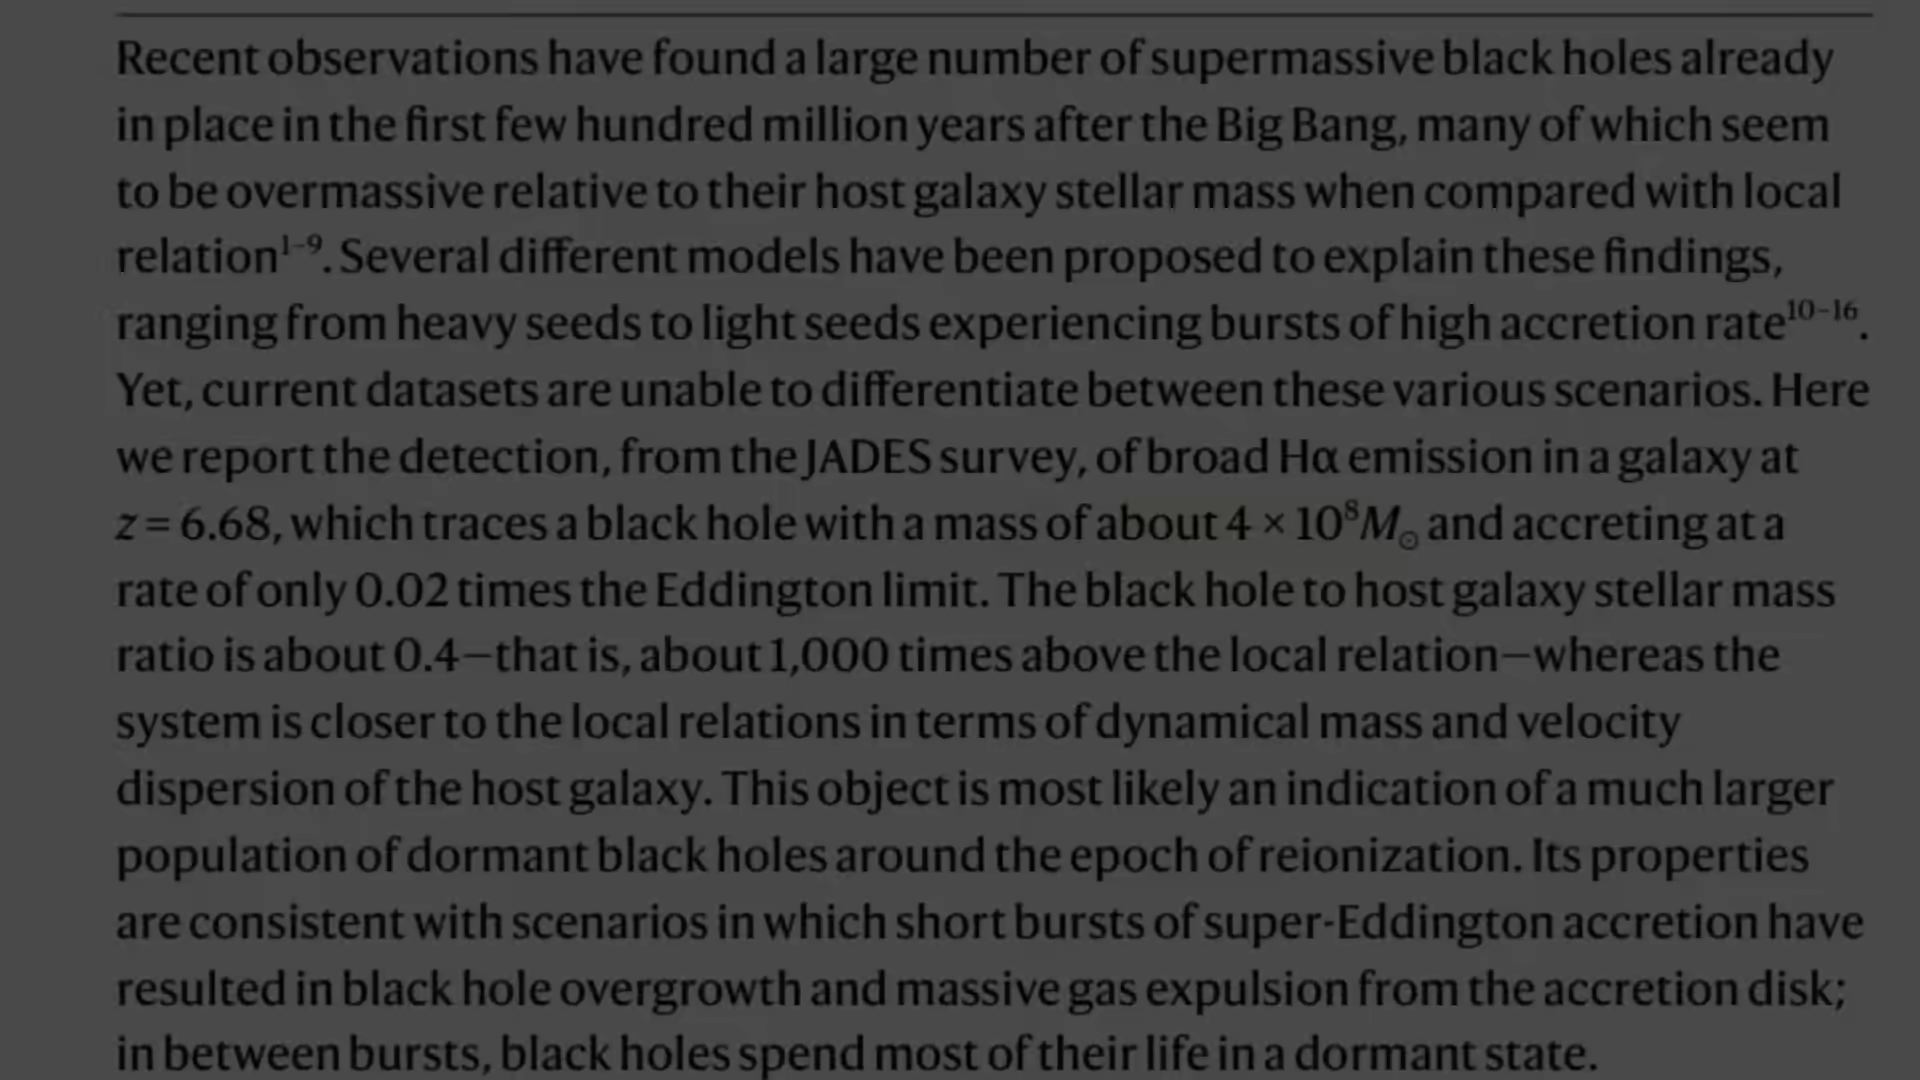 Recent observations have found a large number of supermassive black holes already
in place in the first few hundred million years after the Big Bang, many of which seem
to be overmassive relative to their host galaxy stellar mass when compared with local
relation¹⁻⁹. Several different models have been proposed to explain these findings,
ranging from heavy seeds to light seeds experiencing bursts of high accretion rate¹⁰⁻¹⁶.
Yet, current datasets are unable to differentiate between these various scenarios. Here
we report the detection, from the JADES survey, of broad Hα emission in a galaxy at
z = 6.68, which traces a black hole with a mass of about 4 × 10⁸M☉ and accreting at a
rate of only 0.02 times the Eddington limit. The black hole to host galaxy stellar mass
ratio is about 0.4—that is, about 1,000 times above the local relation—whereas the
system is closer to the local relations in terms of dynamical mass and velocity
dispersion of the host galaxy. This object is most likely an indication of a much larger
population of dormant black holes around the epoch of reionization. Its properties
are consistent with scenarios in which short bursts of super-Eddington accretion have
resulted in black hole overgrowth and massive gas expulsion from the accretion disk;
in between bursts, black holes spend most of their life in a dormant state.